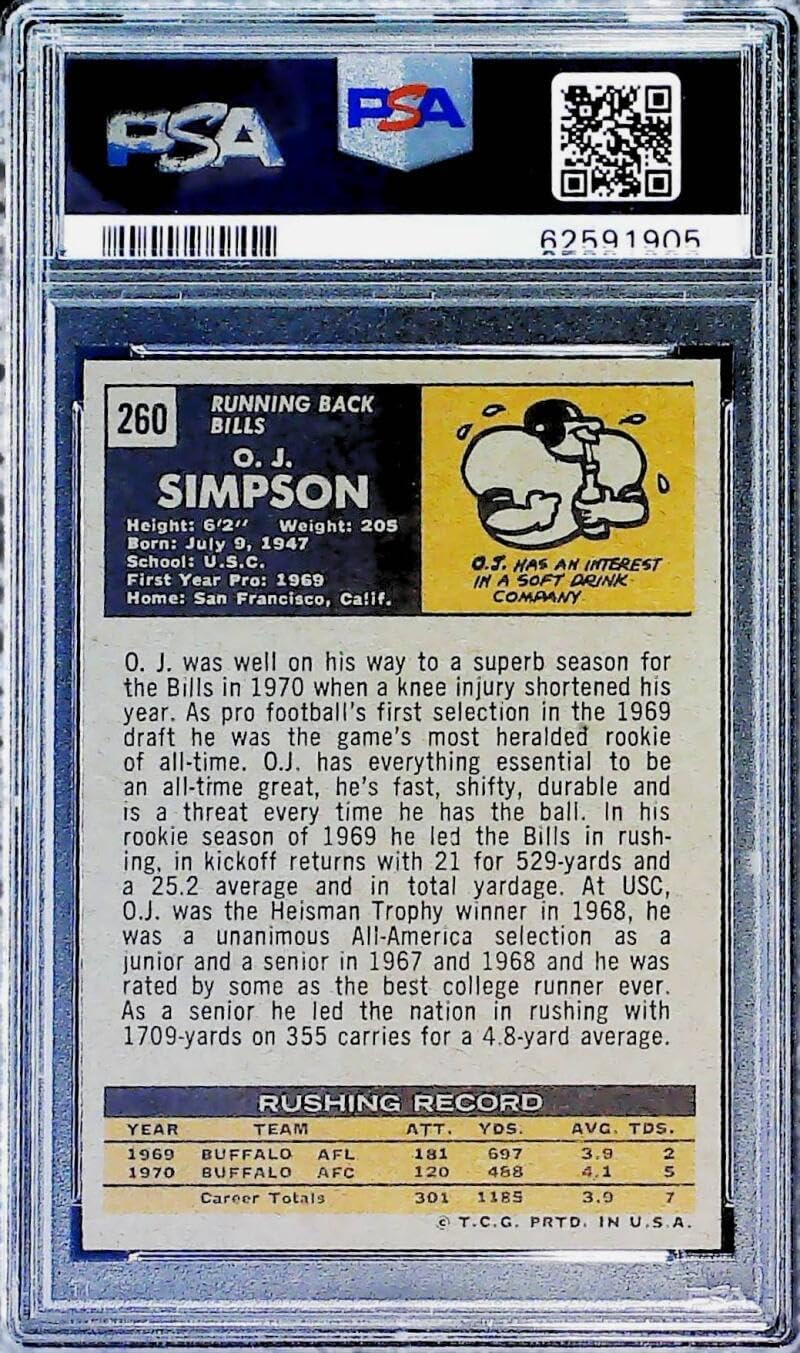 PSA
PSA
62591905
260
RUNNING BACK
BILLS
O. J.
SIMPSON
Height: 6'2" Weight: 205
Born: July 9, 1947
School: U.S.C.
First Year Pro: 1969
Home: San Francisco, Calif.
O.J. HAS AN INTEREST
IN A SOFT DRINK
COMPANY
O. J. was well on his way to a superb season for
the Bills in 1970 when a knee injury shortened his
year. As pro football's first selection in the 1969
draft he was the game's most heralded rookie
of all-time. O.J. has everything essential to be
an all-time great, he's fast, shifty, durable and
is a threat every time he has the ball. In his
rookie season of 1969 he led the Bills in rush-
ing, in kickoff returns with 21 for 529-yards and
a 25.2 average and in total yardage. At USC,
O.J. was the Heisman Trophy winner in 1968, he
was a unanimous All-America selection as a
junior and a senior in 1967 and 1968 and he was
rated by some as the best college runner ever.
As a senior he led the nation in rushing with
1709-yards on 355 carries for a 4.8-yard average.
RUSHING RECORD
YEAR TEAM ATT. YDS. AVG. TDS.
1969 BUFFALO AFL 181 697 3.9 2
1970 BUFFALO AFC 120 488 4.1 5
Career Totals 301 1185 3.9 7
© T.C.G. PRTD. IN U.S.A.
PSA